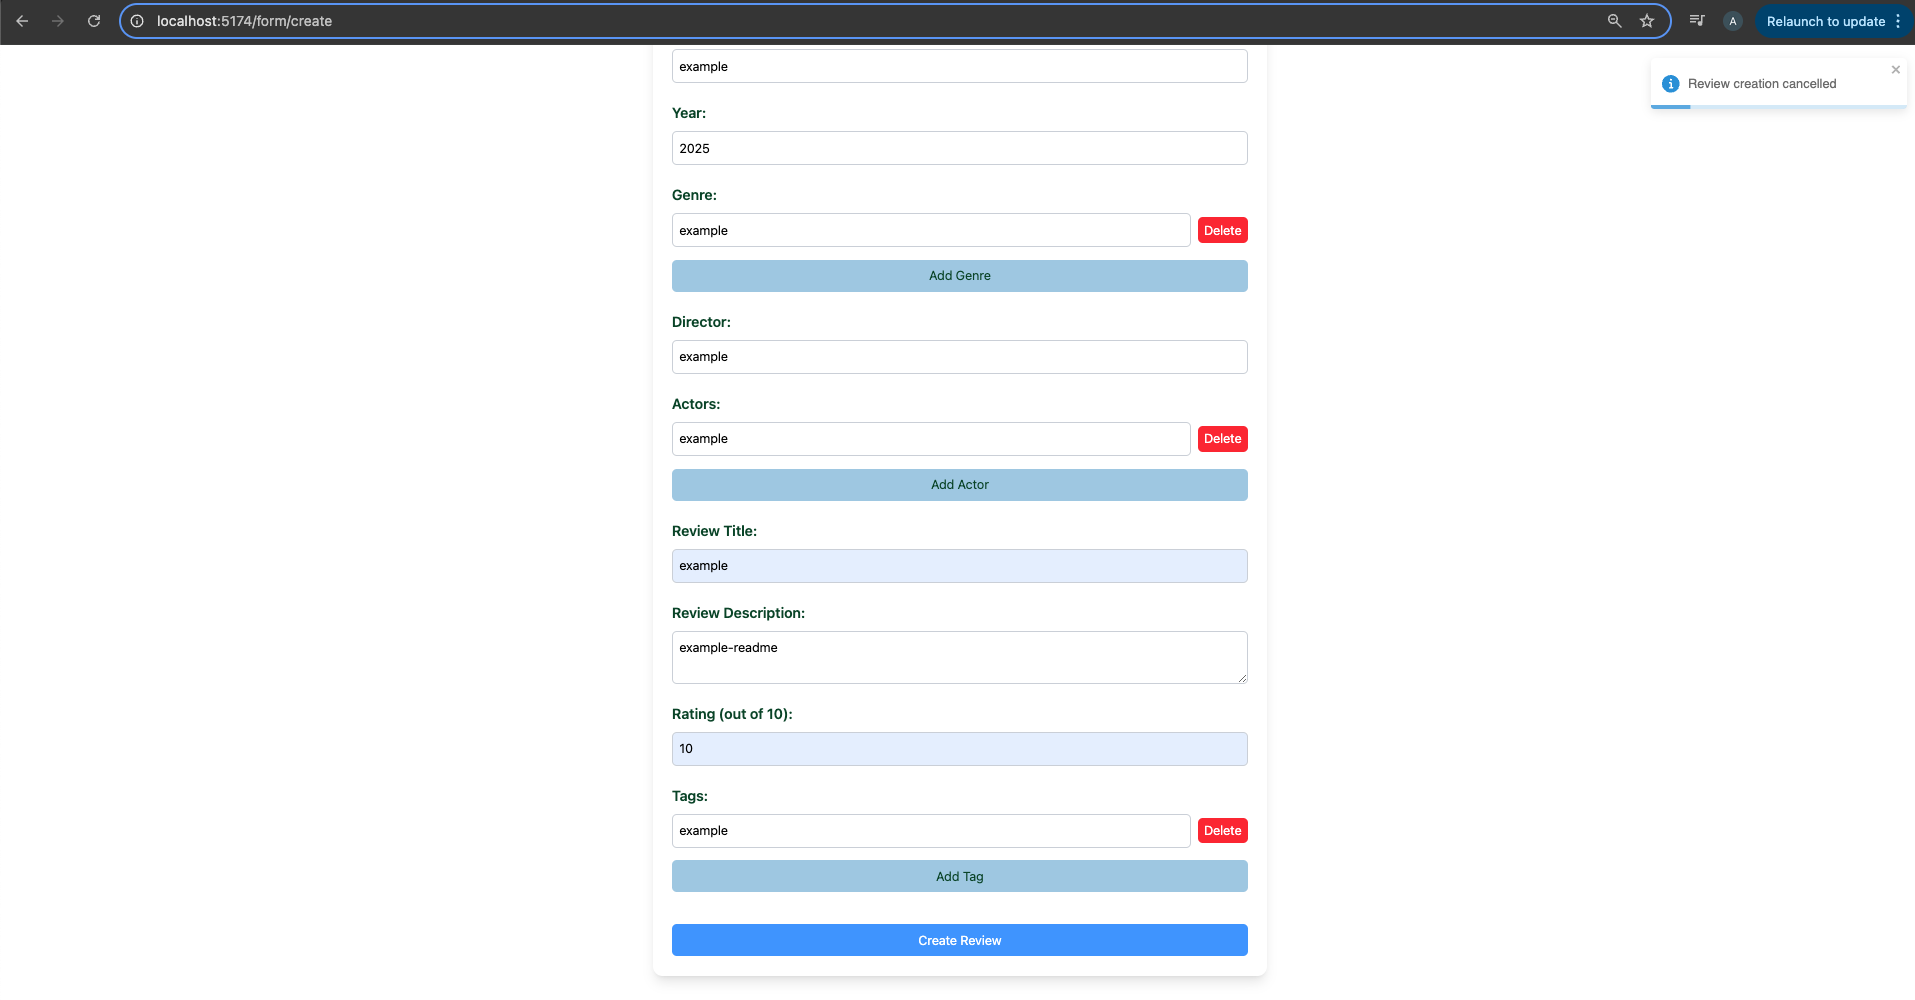 localhost:5174/form/create
A
Relaunch to update
Review creation cancelled
example
Year:
2025
Genre:
example
Delete
Add Genre
Director:
example
Actors:
example
Delete
Add Actor
Review Title:
example
Review Description:
example-readme
Rating (out of 10):
10
Tags:
example
Delete
Add Tag
Create Review